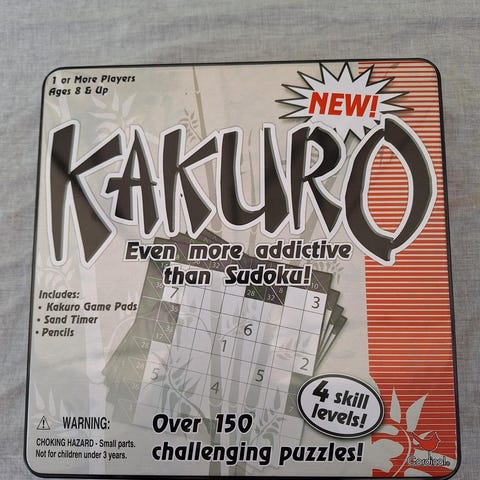 1 or More Players
Ages 8 & Up
NEW!
KAKURO
Even more addictive
than Sudoku!
Includes:
• Kakuro Game Pads
• Sand Timer
• Pencils
7
3
6
1
2
5
4
5
4 skill
levels!
⚠ WARNING:
CHOKING HAZARD - Small parts.
Not for children under 3 years.
Over 150
challenging puzzles!
Cardinal®